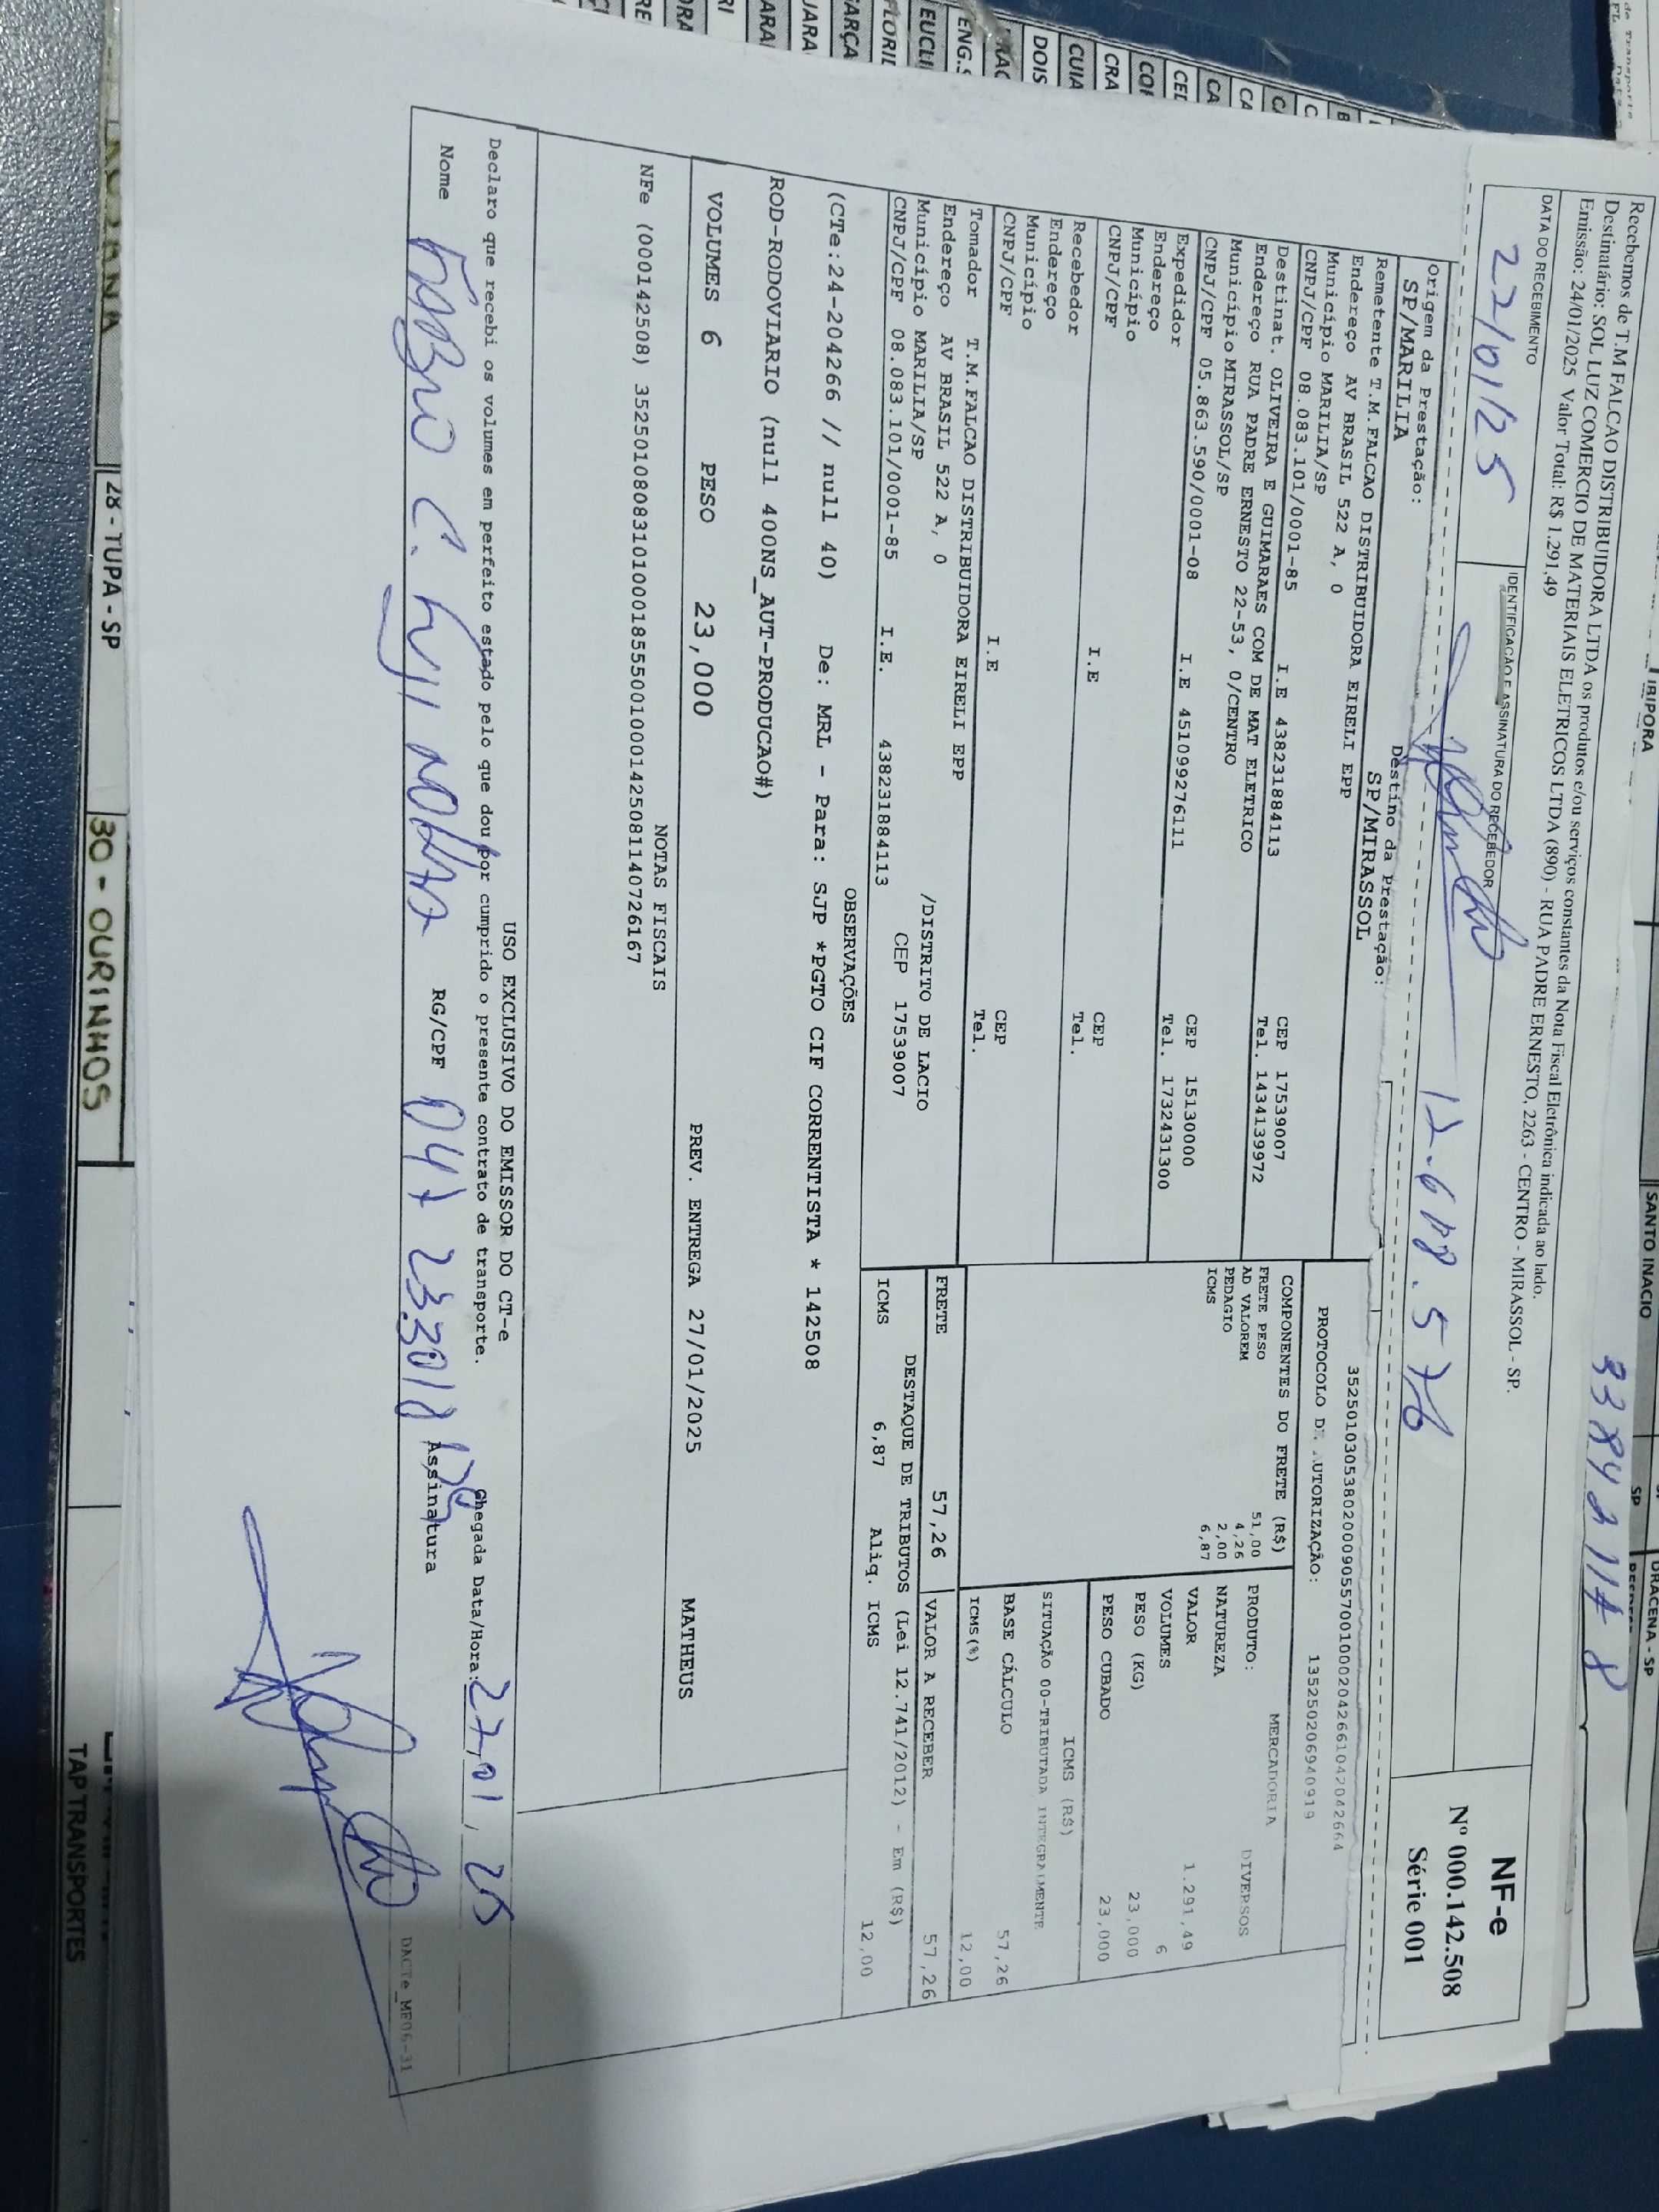 Recebemos de T.M FALCAO DISTRIBUIDORA LTDA os produtos e/ou serviços constantes da Nota Fiscal Eletrônica indicada ao lado.
Destinatário: SOL LUZ COMERCIO DE MATERIAIS ELETRICOS LTDA (890) - RUA PADRE ERNESTO, 2263 - CENTRO - MIRASSOL - SP.
Emissão: 24/01/2025 Valor Total: R$ 1.291,49
DATA DO RECEBIMENTO
IDENTIFICAÇÃO E ASSINATURA DO RECEBEDOR
NF-e
Nº 000.142.508
Série 001
Origem da Prestação:
SP/MARILIA
Destino da Prestação:
SP/MIRASSOL
Remetente T.M.FALCAO DISTRIBUIDORA EIRELI EPP
Endereço AV BRASIL 522 A, 0
Município MARILIA/SP CEP 17539007
CNPJ/CPF 08.083.101/0001-85 I.E 438231884113 Tel. 1434139972
Destinat. OLIVEIRA E GUIMARAES COM DE MAT ELETRICO
Endereço RUA PADRE ERNESTO 22-53, 0/CENTRO
Município MIRASSOL/SP CEP 15130000
CNPJ/CPF 05.863.590/0001-08 I.E 451099276111 Tel. 1732431300
Expedidor
Endereço
Município CEP
CNPJ/CPF I.E Tel.
Recebedor
Endereço
Município CEP
CNPJ/CPF I.E Tel.
Tomador T.M.FALCAO DISTRIBUIDORA EIRELI EPP
Endereço AV BRASIL 522 A, 0 /DISTRITO DE LACIO
Município MARILIA/SP CEP 17539007
CNPJ/CPF 08.083.101/0001-85 I.E. 438231884113
35250103053802000905570010002042661042042664
PROTOCOLO DE AUTORIZAÇÃO: 135250206940919
COMPONENTES DO FRETE (R$)
FRETE PESO 51,00
AD VALOREM 4,26
PEDAGIO 2,00
ICMS 6,87
MERCADORIA
PRODUTO: DIVERSOS
NATUREZA
VALOR 1.291,49
VOLUMES 6
PESO (KG) 23,000
PESO CUBADO 23,000
ICMS (R$)
SITUAÇÃO 00-TRIBUTADA INTEGRALMENTE
BASE CÁLCULO 57,26
ICMS(%) 12,00
FRETE 57,26 VALOR A RECEBER 57,26
DESTAQUE DE TRIBUTOS (Lei 12.741/2012) - Em (R$)
ICMS 6,87 Aliq. ICMS 12,00
OBSERVAÇÕES
(CTe:24-204266 // null 40) De: MRL - Para: SJP *PGTO CIF CORRENTISTA * 142508
ROD-RODOVIARIO (null 400NS_AUT-PRODUCAO#)
VOLUMES 6 PESO 23,000 PREV. ENTREGA 27/01/2025 MATHEUS
NOTAS FISCAIS
NFe (000142508) 35250108083101000185550010001425081140726167
USO EXCLUSIVO DO EMISSOR DO CT-e
Declaro que recebi os volumes em perfeito estado pelo que dou por cumprido o presente contrato de transporte.
Chegada Data/Hora: 27,01, 25
Nome RG/CPF Assinatura
DACTe_ME06-31
28-TUPA - SP
30 - OURINHOS
TAP TRANSPORTES
SANTO INACIO
DRACENA - SP